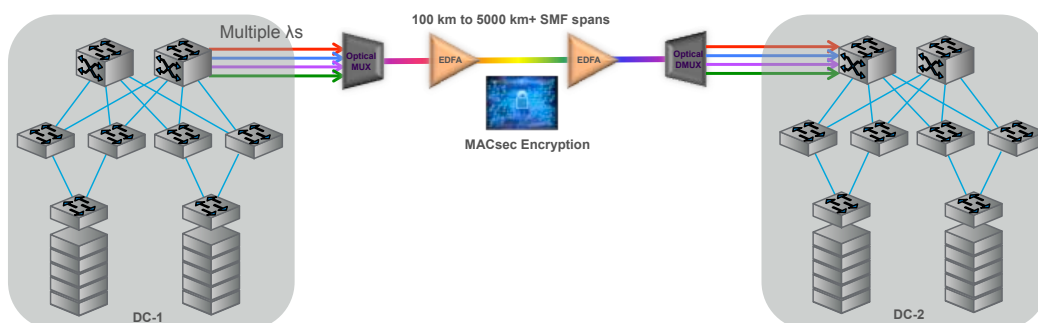 100 km to 5000 km+ SMF spans
Multiple λs
Optical
MUX
EDFA
EDFA
Optical
DMUX
MACsec Encryption
DC-1
DC-2